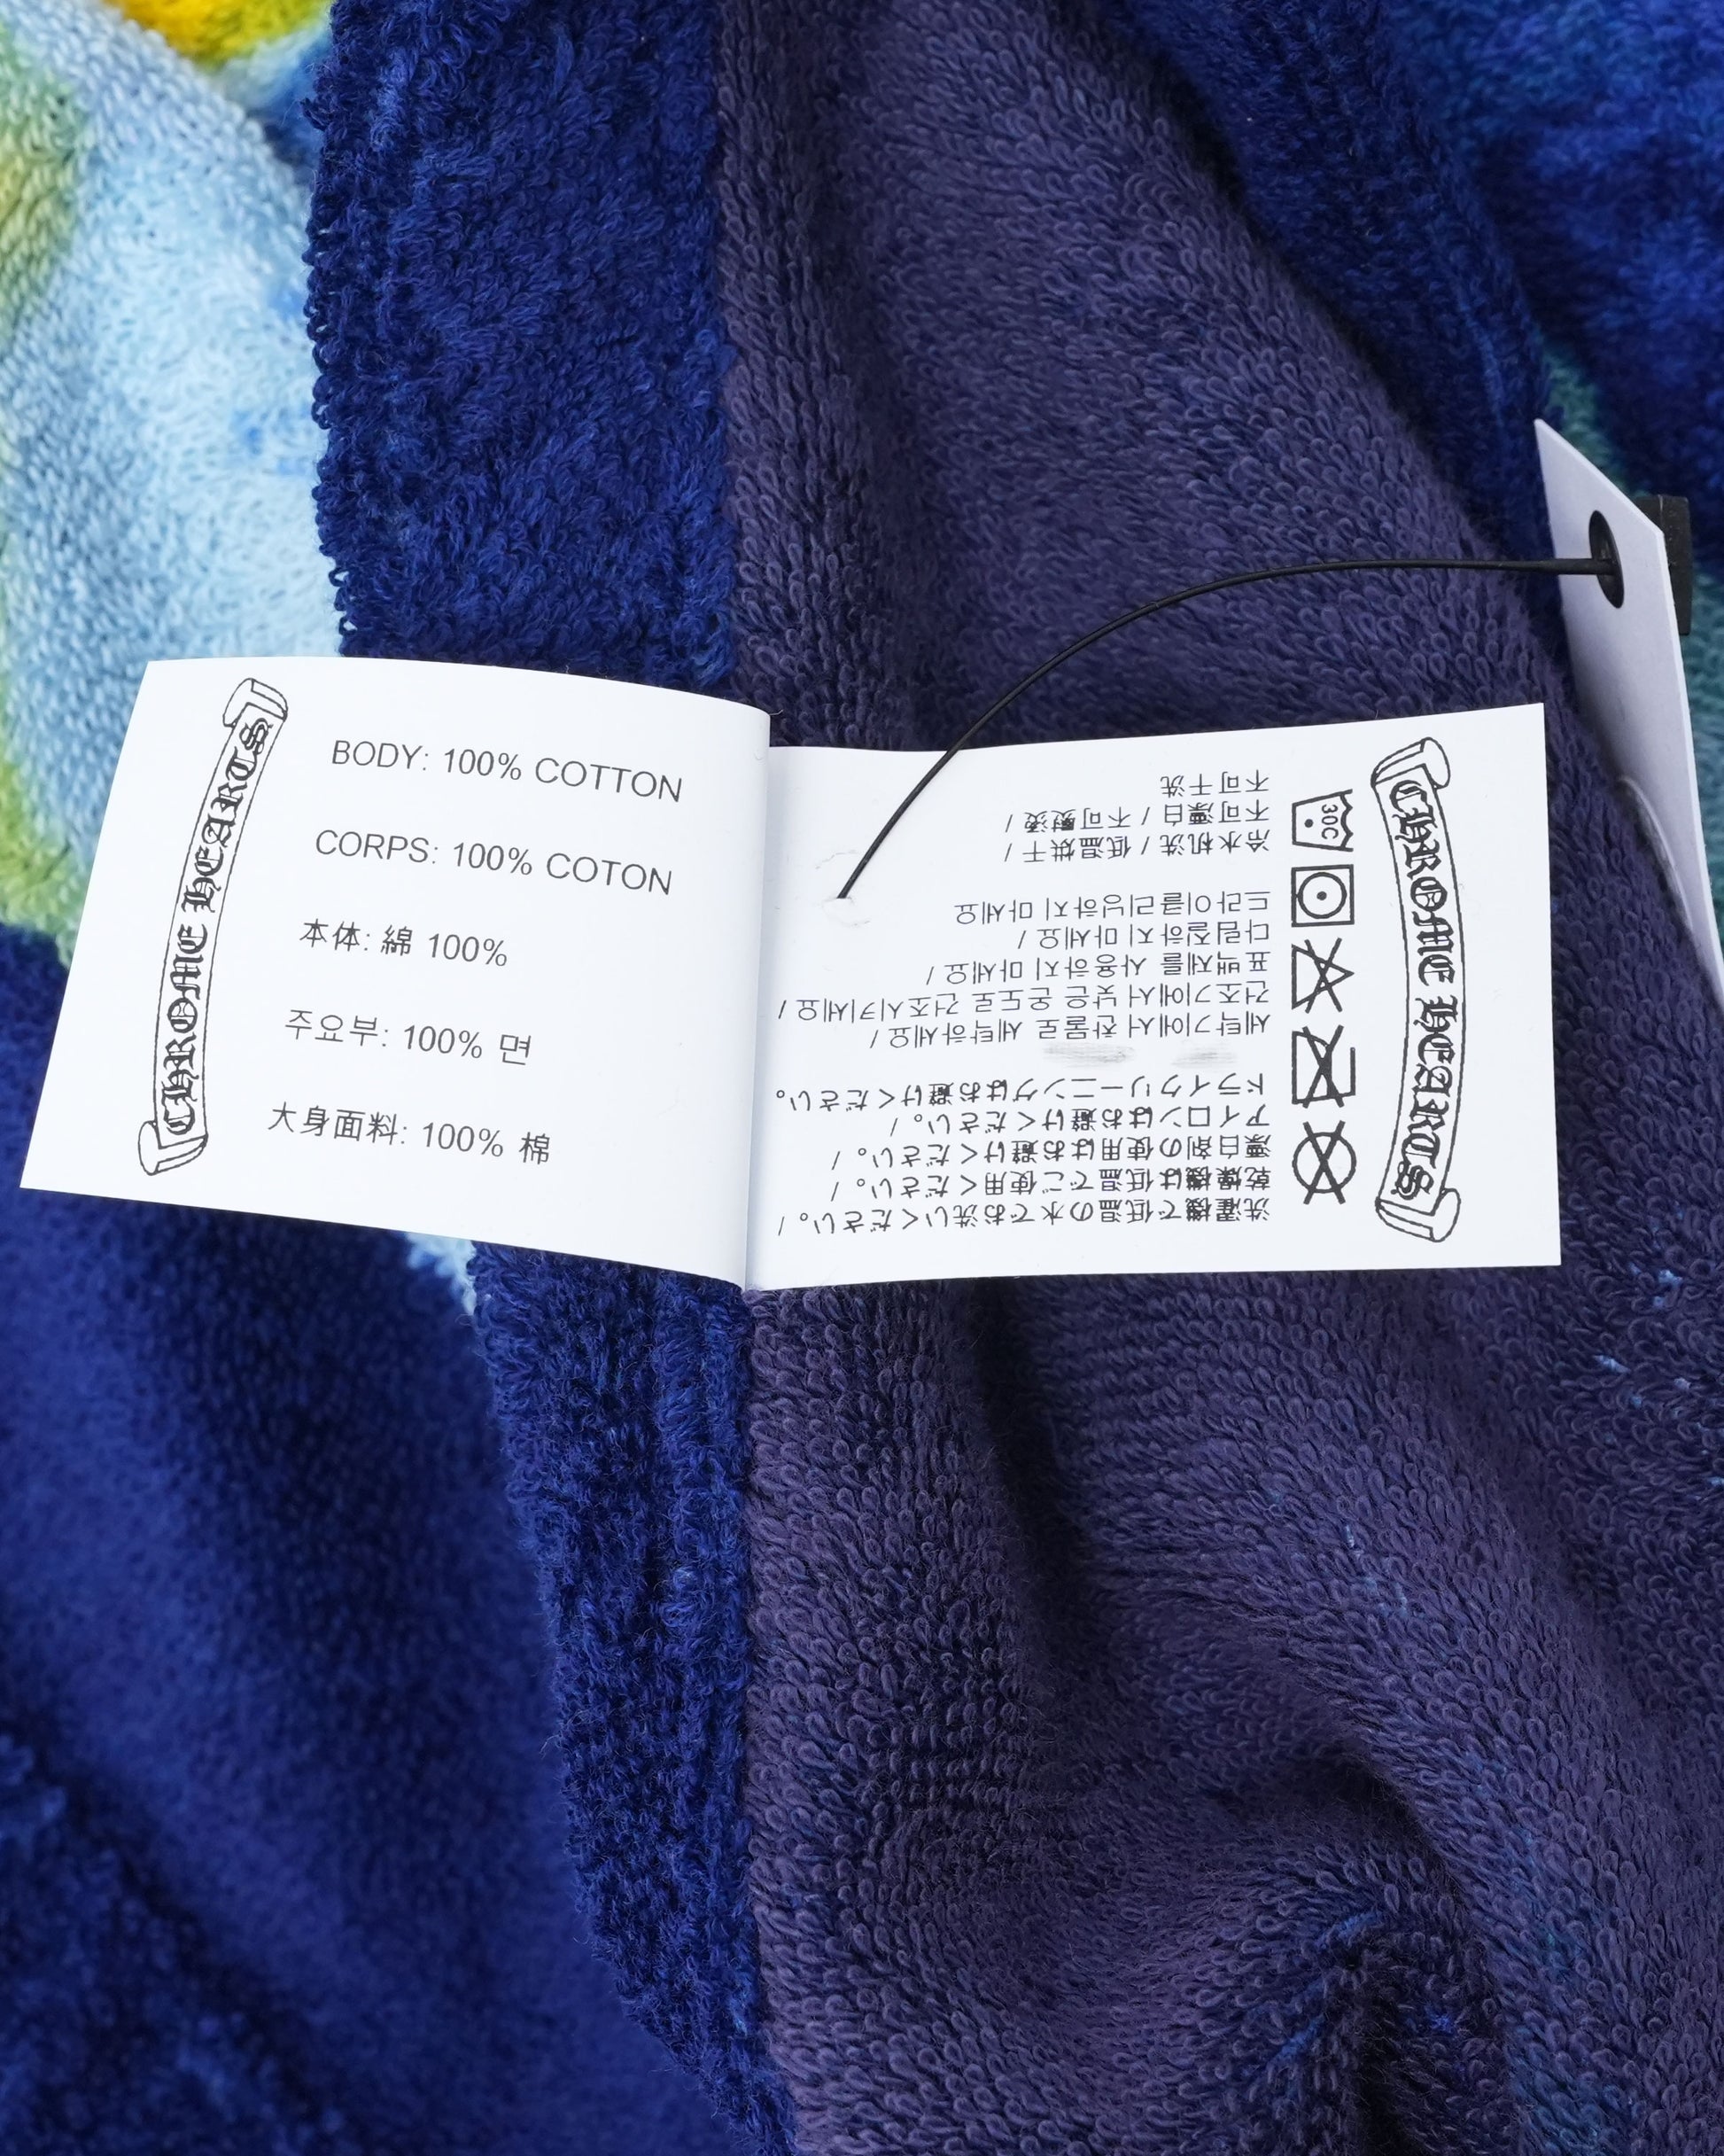 CHROME HEARTS
BODY: 100% COTTON
CORPS: 100% COTON
本体: 綿 100%
주요부: 100% 면
大身面料: 100% 棉
CHROME HEARTS
30C
洗濯機で低温の水でお洗いください。 /
乾燥機は低温でご使用ください。 /
漂白剤の使用はお避けください。 /
アイロンはお避けください。 /
ドライクリーニングはお避けください。
세탁기에서 찬물로 세탁하세요 /
건조기에서 낮은 온도로 건조시키세요 /
표백제를 사용하지 마세요 /
다림질하지 마세요 /
드라이클리닝하지 마세요
冷水机洗 / 低温烘干 /
不可漂白 / 不可熨烫 /
不可干洗